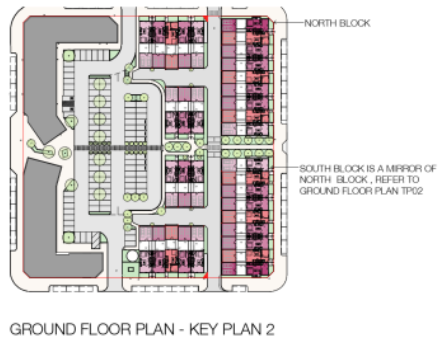 NORTH BLOCK
SOUTH BLOCK IS A MIRROR OF
NORTH BLOCK , REFER TO
GROUND FLOOR PLAN TP02
GROUND FLOOR PLAN - KEY PLAN 2